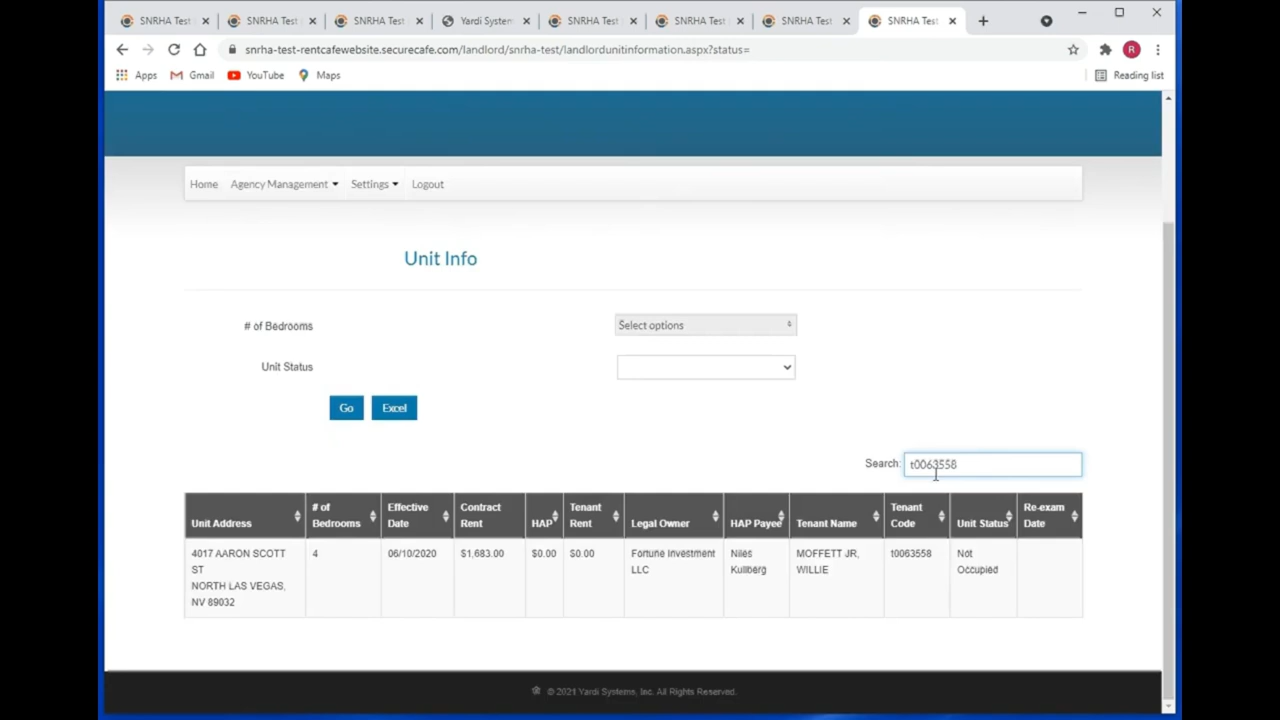 SNRHA Test SNRHA Test SNRHA Test Yardi System SNRHA Test SNRHA Test SNRHA Test SNRHA Test
snrha-test-rentcafewebsite.securecafe.com/landlord/snrha-test/landlordunitinformation.aspx?status=
R
Apps Gmail YouTube Maps Reading list
Home Agency Management Settings Logout
Unit Info
# of Bedrooms Select options
Unit Status
Go Excel
Search: t0063558
Unit Address # of Bedrooms Effective Date Contract Rent HAP Tenant Rent Legal Owner HAP Payee Tenant Name Tenant Code Unit Status Re-exam Date
4017 AARON SCOTT 4 06/10/2020 $1,683.00 $0.00 $0.00 Fortune Investment Niles MOFFETT JR, t0063558 Not
ST LLC Kullberg WILLIE Occupied
NORTH LAS VEGAS,
NV 89032
© 2021 Yardi Systems, Inc. All Rights Reserved.